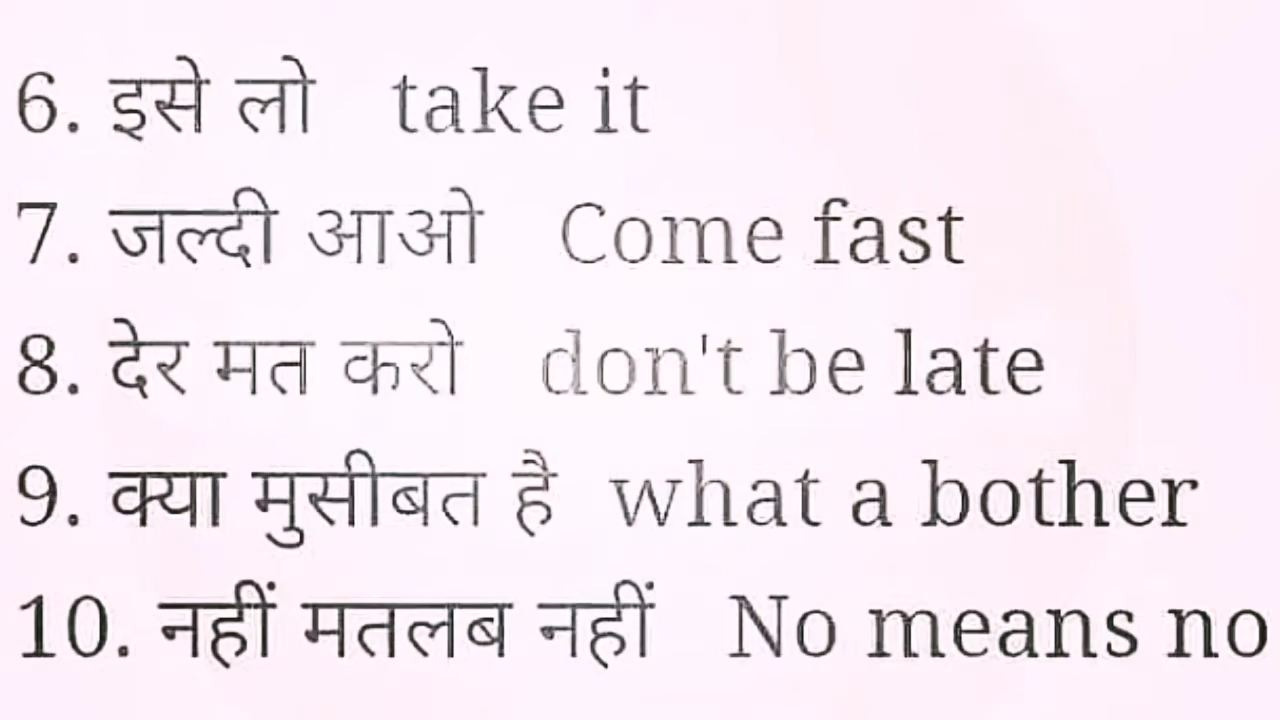 6. इसे लो take it
7. जल्दी आओ Come fast
8. देर मत करो don't be late
9. क्या मुसीबत है what a bother
10. नहीं मतलब नहीं No means no